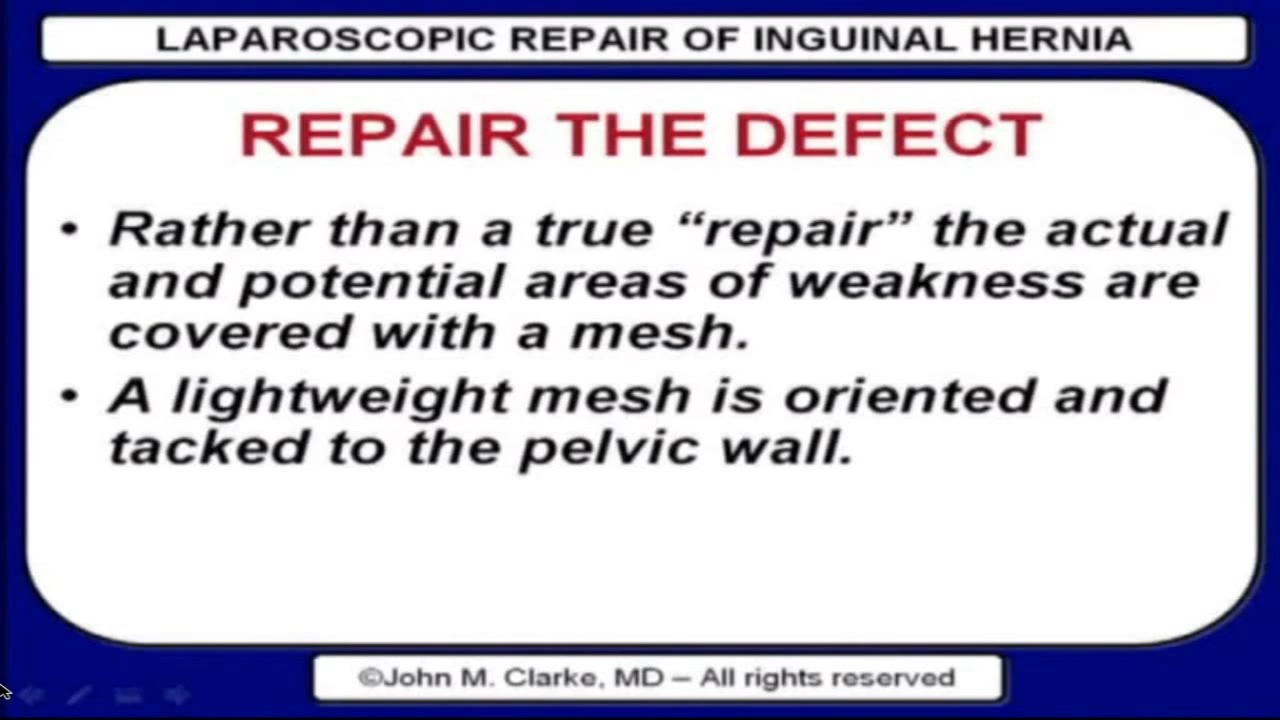 LAPAROSCOPIC REPAIR OF INGUINAL HERNIA
REPAIR THE DEFECT
• Rather than a true “repair” the actual
and potential areas of weakness are
covered with a mesh.
• A lightweight mesh is oriented and
tacked to the pelvic wall.
©John M. Clarke, MD – All rights reserved